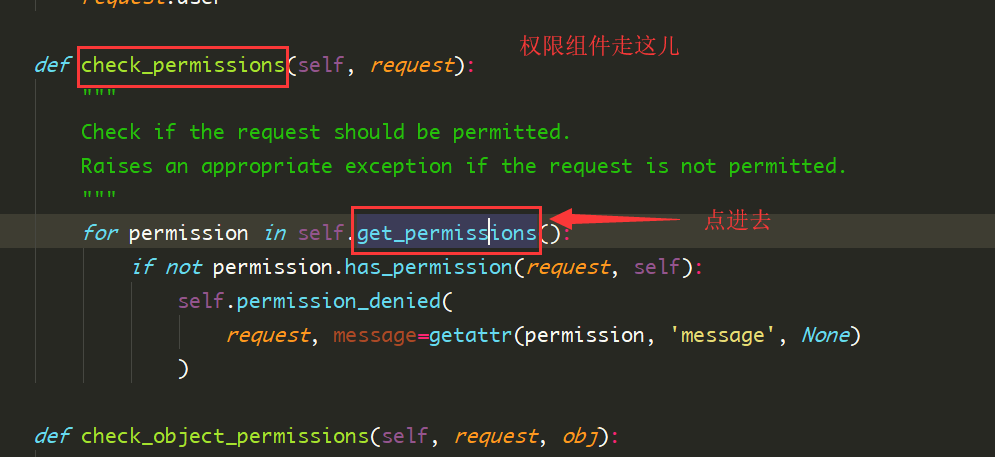 request.user
def check_permissions(self, request):
权限组件走这儿
"""
Check if the request should be permitted.
Raises an appropriate exception if the request is not permitted.
"""
for permission in self.get_permissions():
点进去
if not permission.has_permission(request, self):
self.permission_denied(
request, message=getattr(permission, 'message', None)
)
def check_object_permissions(self, request, obj):